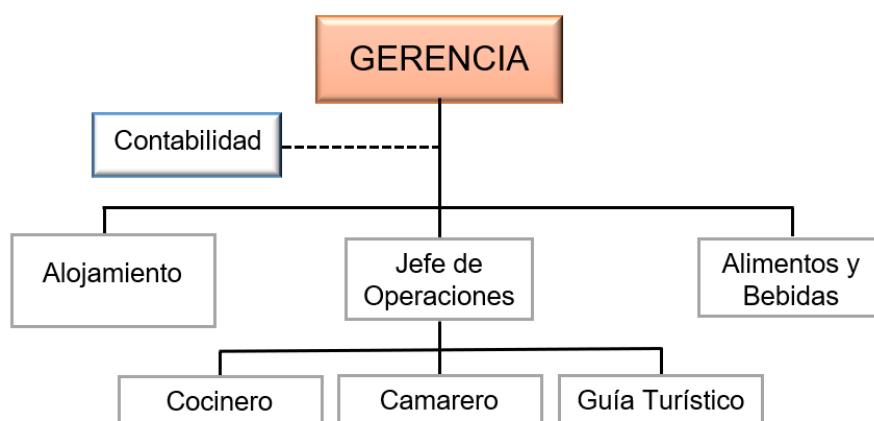 GERENCIA
Contabilidad
Alojamiento
Jefe de
Operaciones
Alimentos y
Bebidas
Cocinero
Camarero
Guía Turístico